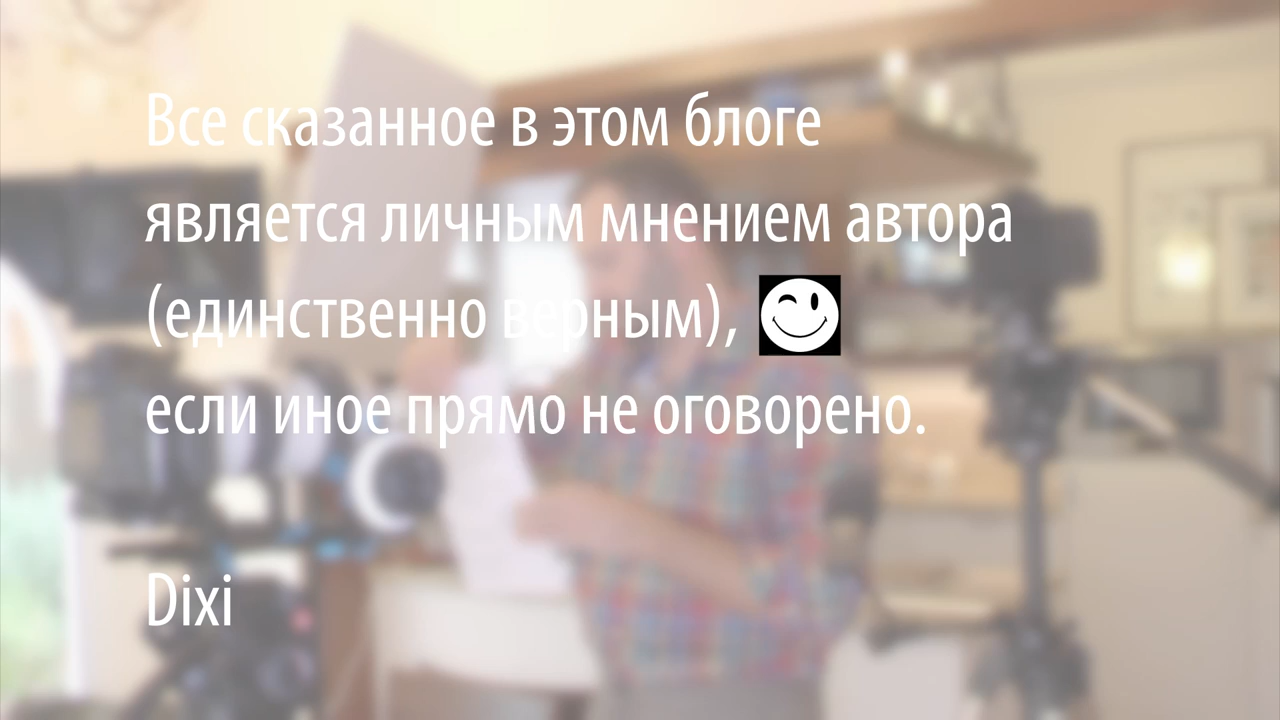 Все сказанное в этом блоге
является личным мнением автора
(единственно верным),
если иное прямо не оговорено.
Dixi